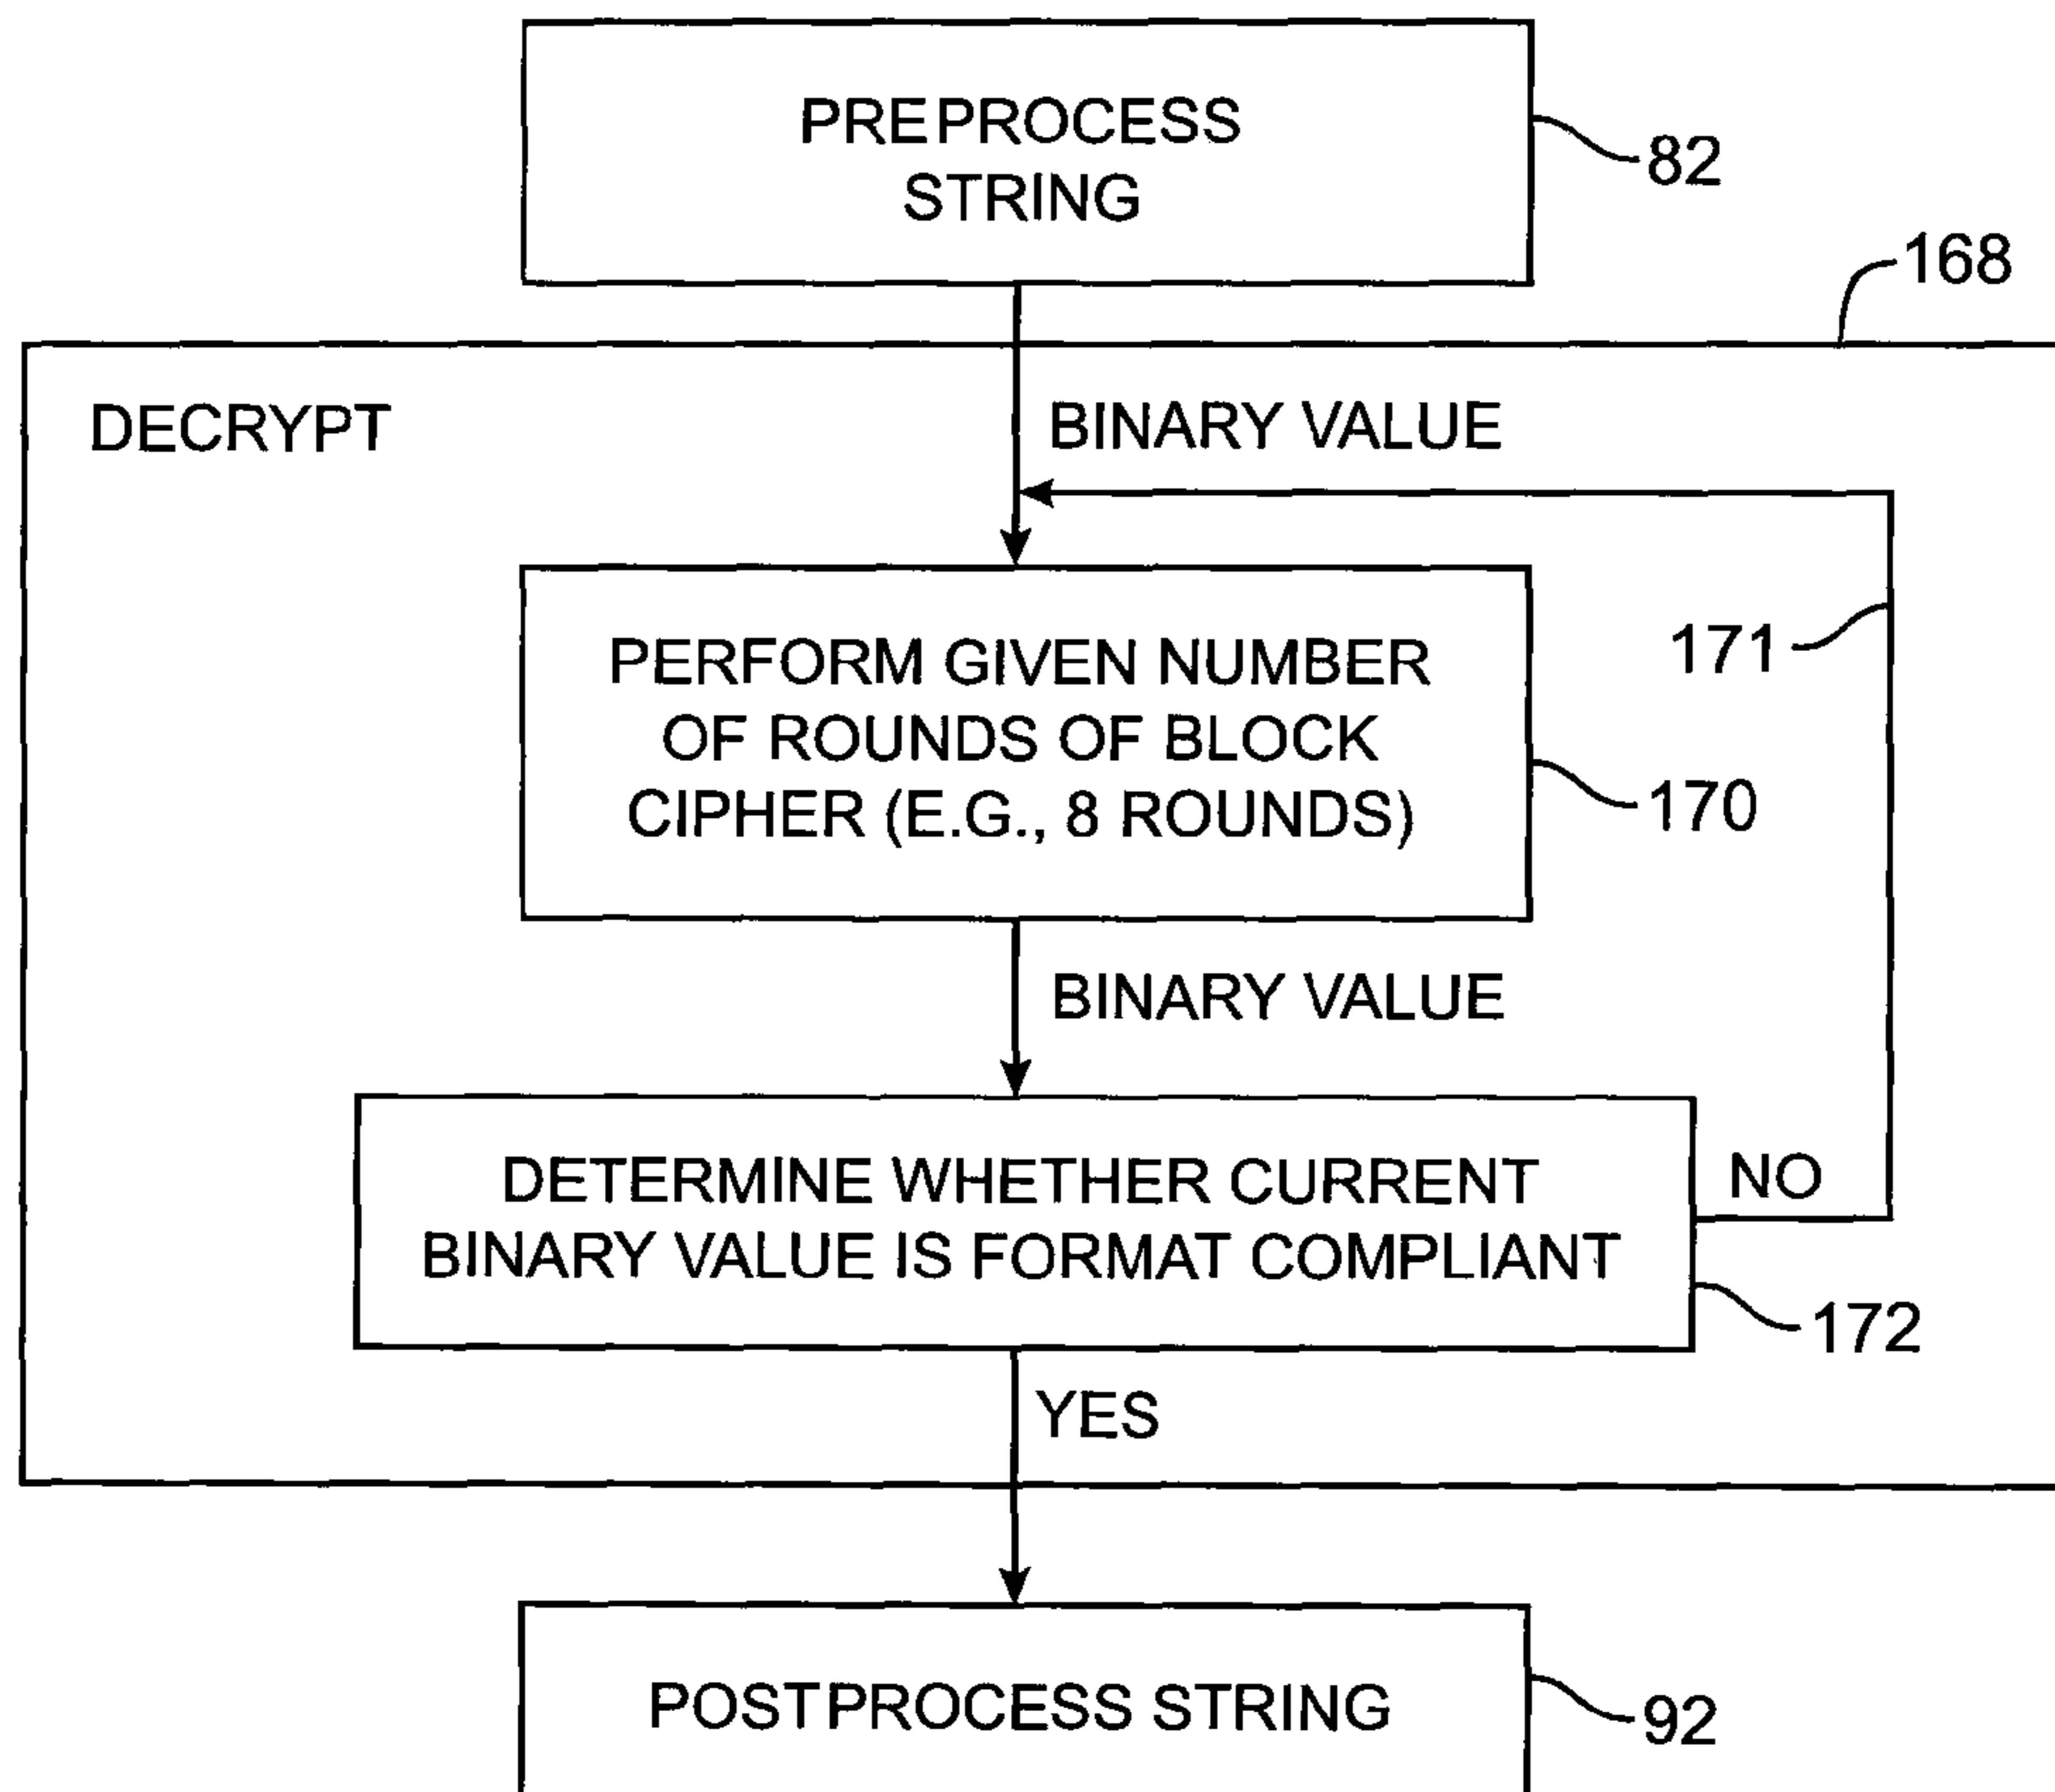 PREPROCESS
STRING
82
168
DECRYPT
BINARY VALUE
171
PERFORM GIVEN NUMBER
OF ROUNDS OF BLOCK
CIPHER (E.G., 8 ROUNDS)
170
BINARY VALUE
DETERMINE WHETHER CURRENT
BINARY VALUE IS FORMAT COMPLIANT
NO
172
YES
POSTPROCESS STRING
92